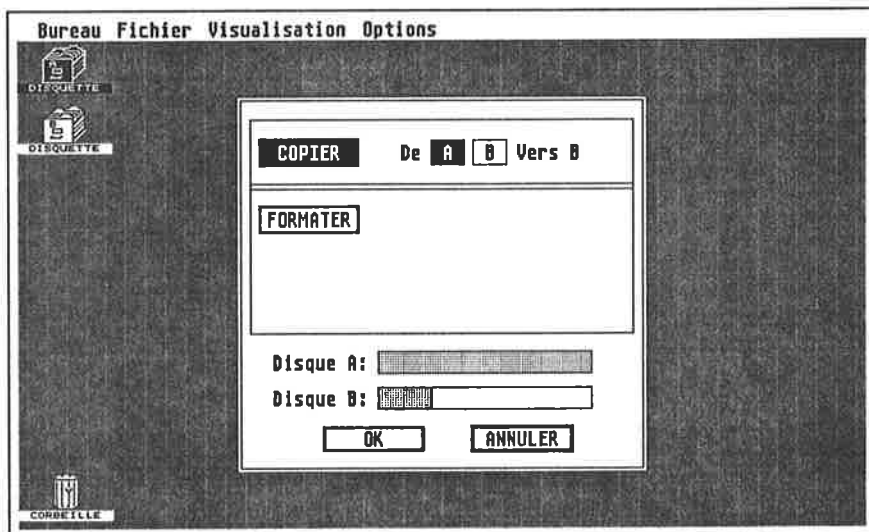 Bureau Fichier Visualisation Options
DISQUETTE
DISQUETTE
COPIER De A B Vers B
FORMATER
Disque A:
Disque B:
OK ANNULER
CORBEILLE